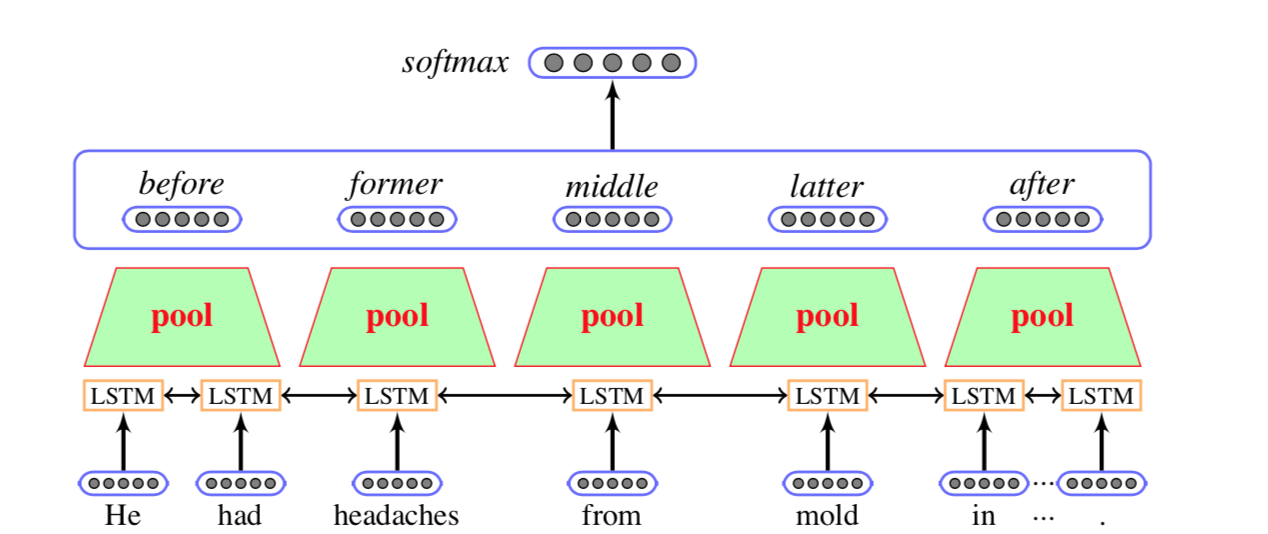 softmax
before former middle latter after
pool pool pool pool pool
LSTM LSTM LSTM LSTM LSTM LSTM LSTM
...
He had headaches from mold in ... .